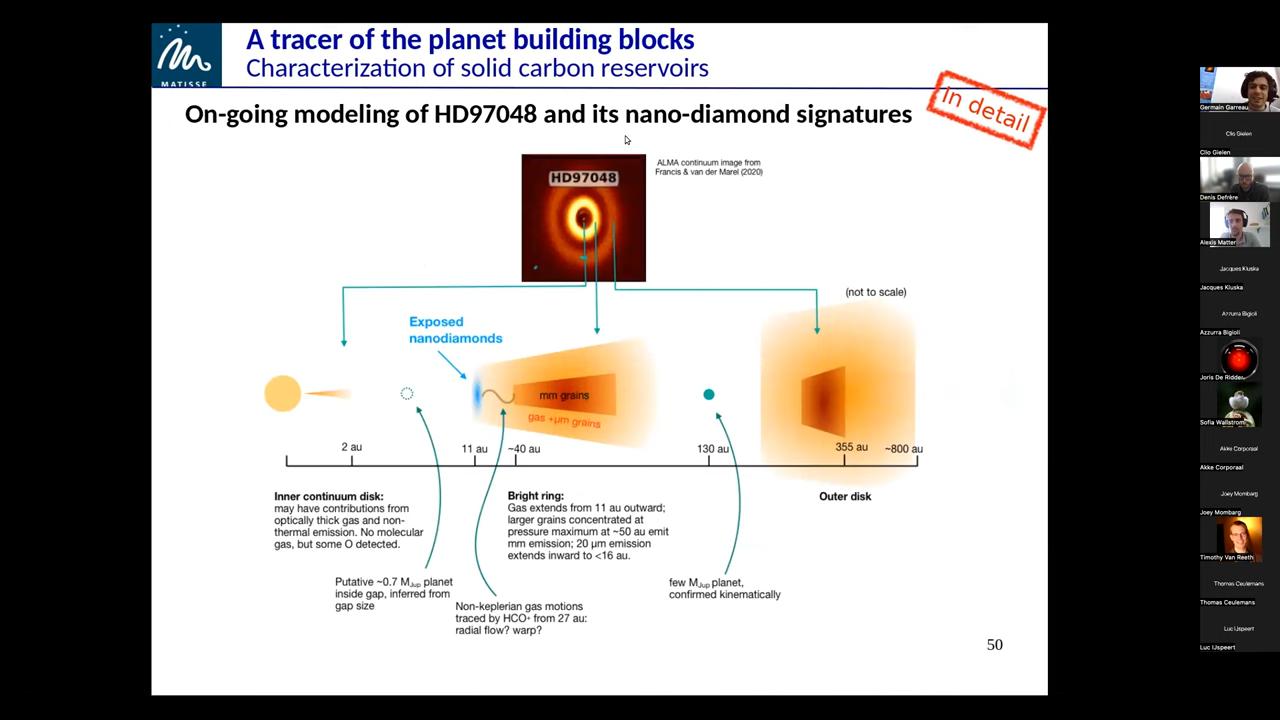 A tracer of the planet building blocks
Characterization of solid carbon reservoirs
MATISSE
In detail
On-going modeling of HD97048 and its nano-diamond signatures
HD97048
ALMA continuum image from
Francis & van der Marel (2020)
(not to scale)
Exposed
nanodiamonds
mm grains
gas +μm grains
2 au
11 au
~40 au
130 au
355 au
~800 au
Inner continuum disk:
may have contributions from
optically thick gas and non-
thermal emission. No molecular
gas, but some O detected.
Bright ring:
Gas extends from 11 au outward;
larger grains concentrated at
pressure maximum at ~50 au emit
mm emission; 20 μm emission
extends inward to <16 au.
Outer disk
Putative ~0.7 MJup planet
inside gap, inferred from
gap size
Non-keplerian gas motions
traced by HCO+ from 27 au:
radial flow? warp?
few MJup planet,
confirmed kinematically
50
Germain Garreau
Clio Gielen
Clio Gielen
Denis Defrère
Alexis Matter
Jacques Kluska
Jacques Kluska
Azzurra Bigioli
Azzurra Bigioli
Joris De Ridder
Sofia Wallstrom
Akke Corporaal
Akke Corporaal
Joey Mombarg
Joey Mombarg
Timothy Van Reeth
Thomas Ceulemans
Thomas Ceulemans
Luc IJspeert
Luc IJspeert